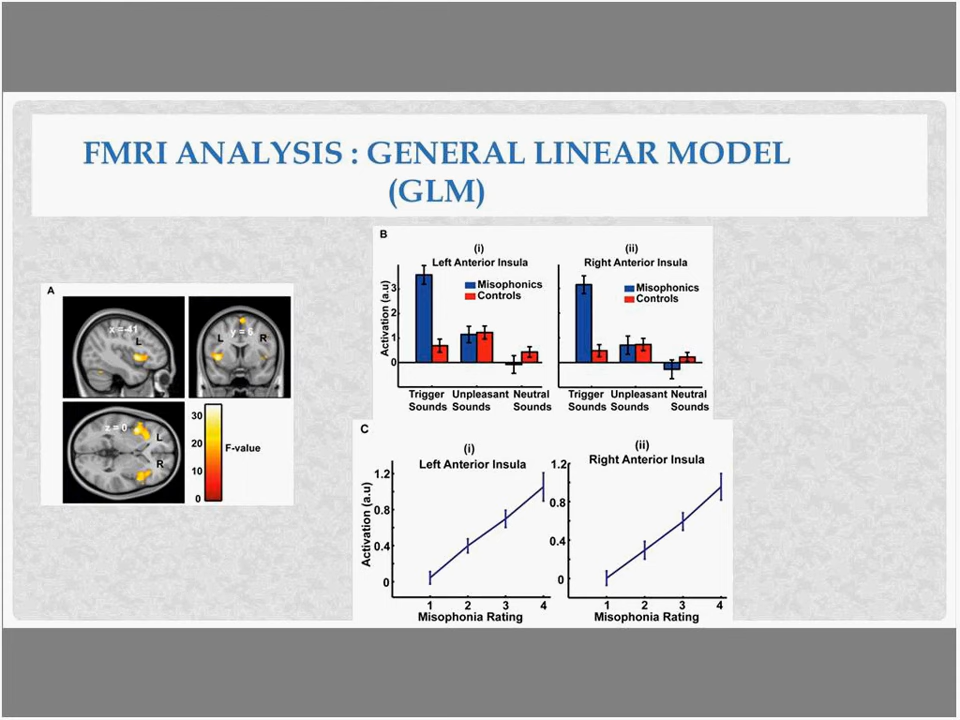 FMRI ANALYSIS : GENERAL LINEAR MODEL
(GLM)
A
x =-41
L
y = 6
L
R
z = 0
L
R
30
20
10
0
F-value
B
(i)
Left Anterior Insula
Misophonics
Controls
Activation (a.u)
3
2
1
0
Trigger Unpleasant Neutral
Sounds Sounds Sounds
(ii)
Right Anterior Insula
Misophonics
Controls
Trigger Unpleasant Neutral
Sounds Sounds Sounds
C
(i)
Left Anterior Insula
Activation (a.u)
1.2
0.8
0.4
0
1 2 3 4
Misophonia Rating
(ii)
Right Anterior Insula
1.2
0.8
0.4
0
1 2 3 4
Misophonia Rating